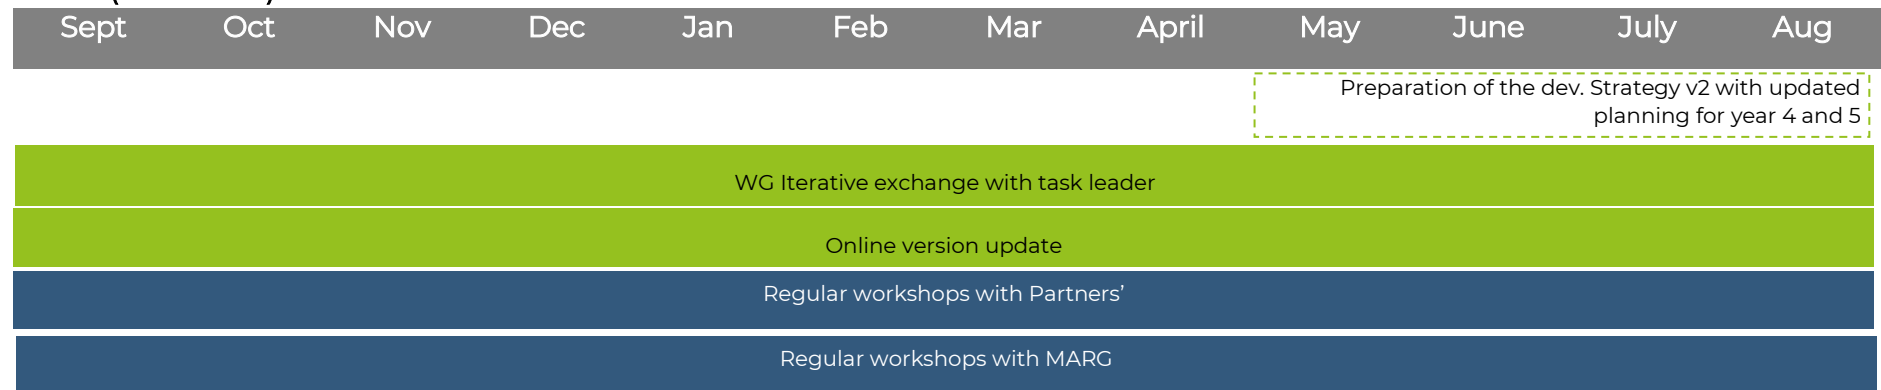 Sept Oct Nov Dec Jan Feb Mar April May June July Aug
Preparation of the dev. Strategy v2 with updated
planning for year 4 and 5
WG Iterative exchange with task leader
Online version update
Regular workshops with Partners’
Regular workshops with MARG